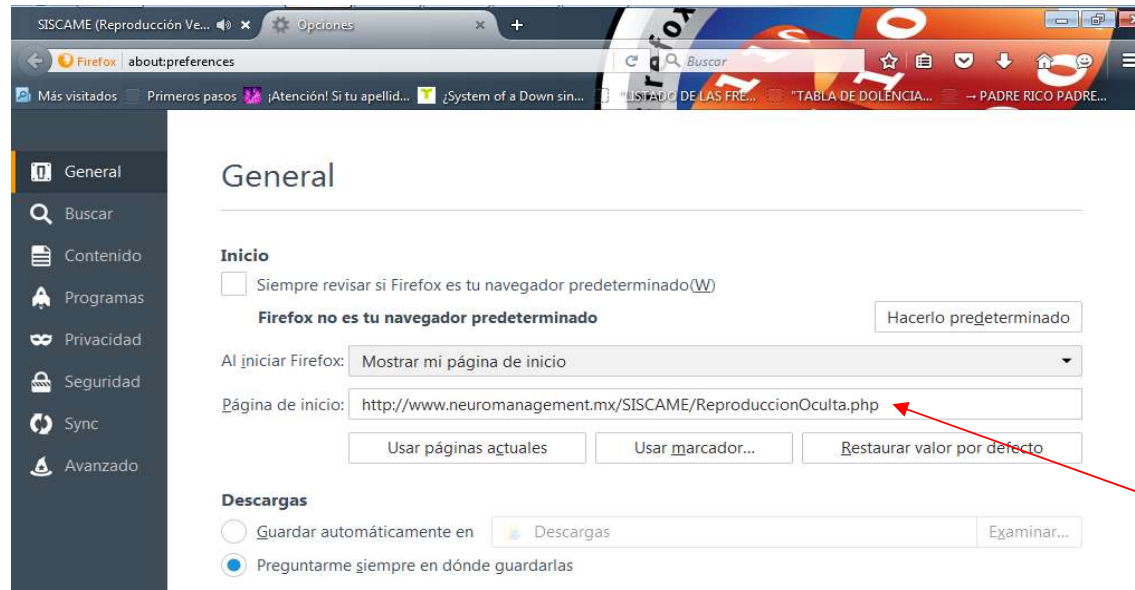 SISCAME (Reproducción Ve... Opciones
Firefox about:preferences Buscar
Más visitados Primeros pasos ¡Atención! Si tu apellid... ¿System of a Down sin... "LISTADO DE LAS FRE... "TABLA DE DOLENCIA... → PADRE RICO PADRE...
General
Buscar
Contenido
Programas
Privacidad
Seguridad
Sync
Avanzado
General
Inicio
Siempre revisar si Firefox es tu navegador predeterminado(W)
Firefox no es tu navegador predeterminado Hacerlo predeterminado
Al iniciar Firefox: Mostrar mi página de inicio
Página de inicio: http://www.neuromanagement.mx/SISCAME/ReproduccionOculta.php
Usar páginas actuales Usar marcador... Restaurar valor por defecto
Descargas
Guardar automáticamente en Descargas Examinar...
Preguntarme siempre en dónde guardarlas